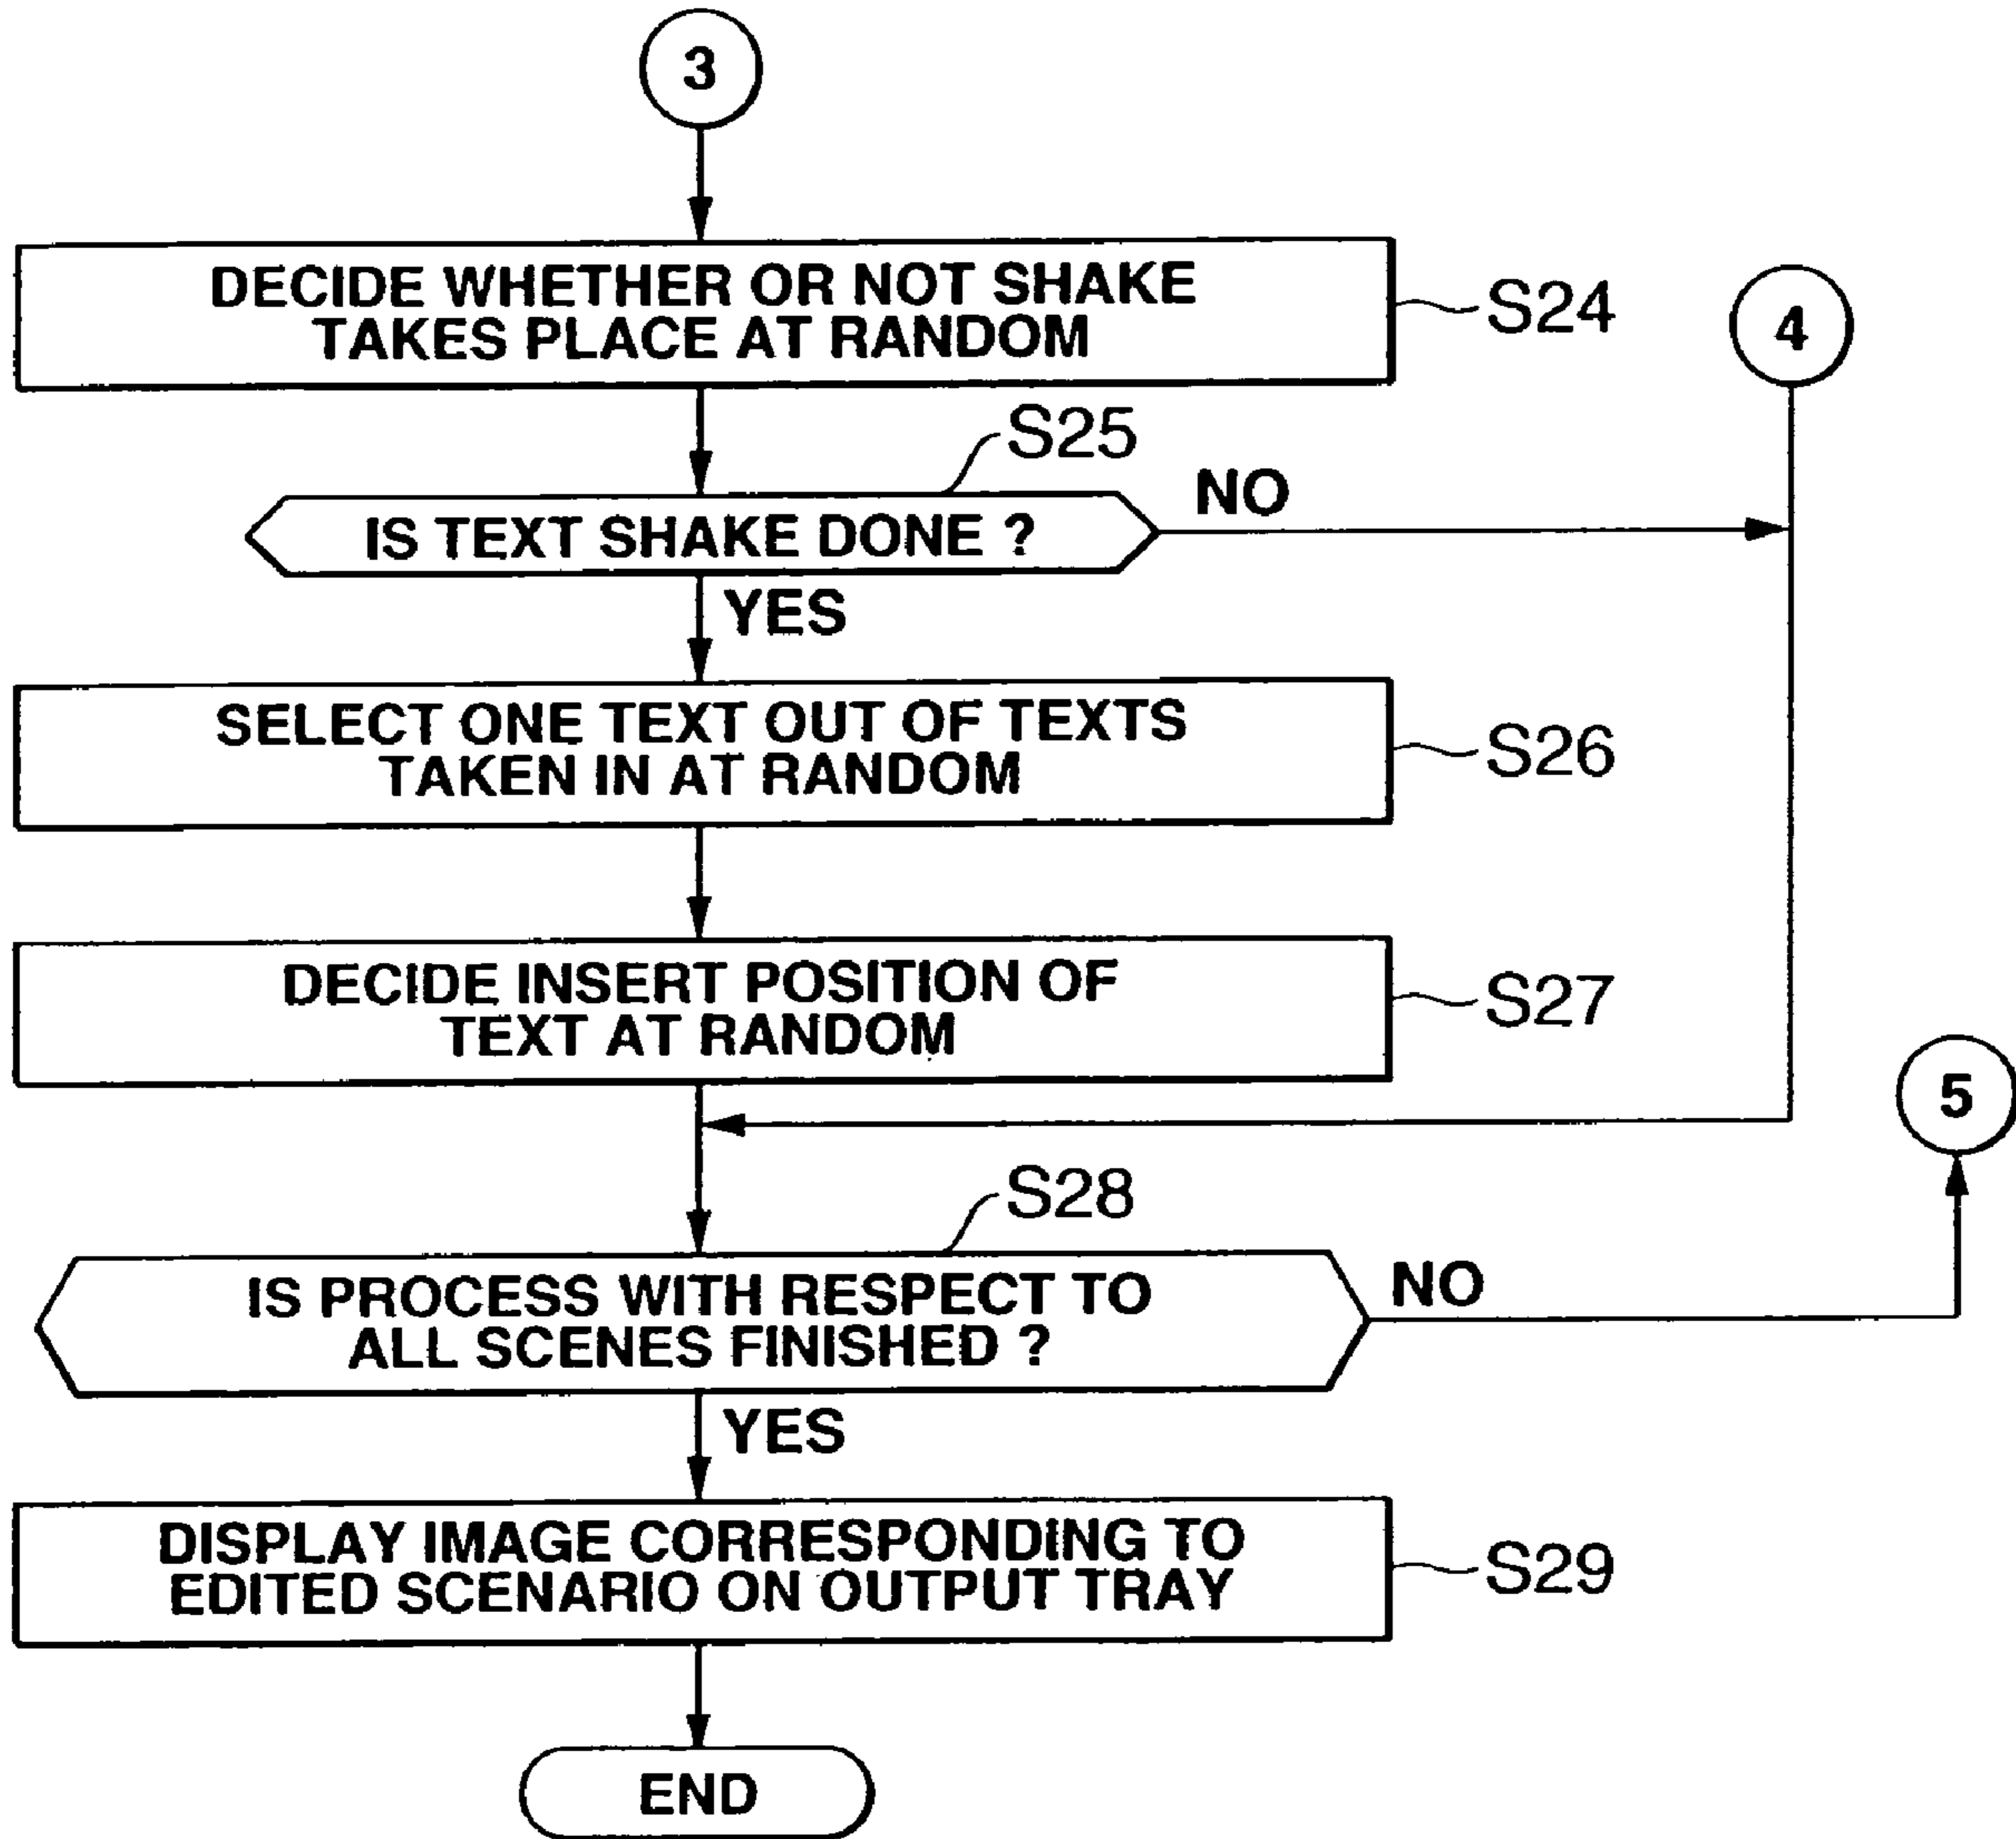 3
DECIDE WHETHER OR NOT SHAKE
TAKES PLACE AT RANDOM
S24
4
S25
IS TEXT SHAKE DONE ?
NO
YES
SELECT ONE TEXT OUT OF TEXTS
TAKEN IN AT RANDOM
S26
DECIDE INSERT POSITION OF
TEXT AT RANDOM
S27
5
S28
IS PROCESS WITH RESPECT TO
ALL SCENES FINISHED ?
NO
YES
DISPLAY IMAGE CORRESPONDING TO
EDITED SCENARIO ON OUTPUT TRAY
S29
END